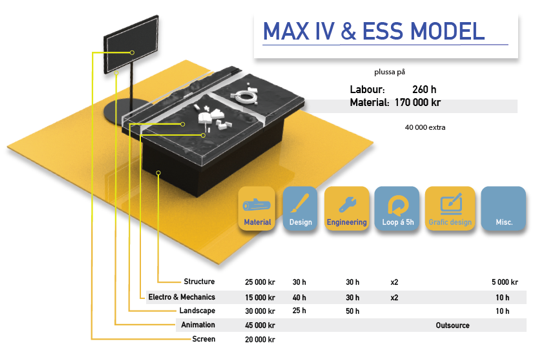 MAX IV & ESS MODEL
plussa på
Labour: 260 h
Material: 170 000 kr
40 000 extra
Material Design Engineering Loop á 5h Grafic design Misc.
Structure 25 000 kr 30 h 30 h x2 5 000 kr
Electro & Mechanics 15 000 kr 40 h 30 h x2 10 h
Landscape 30 000 kr 25 h 50 h 10 h
Animation 45 000 kr Outsource
Screen 20 000 kr